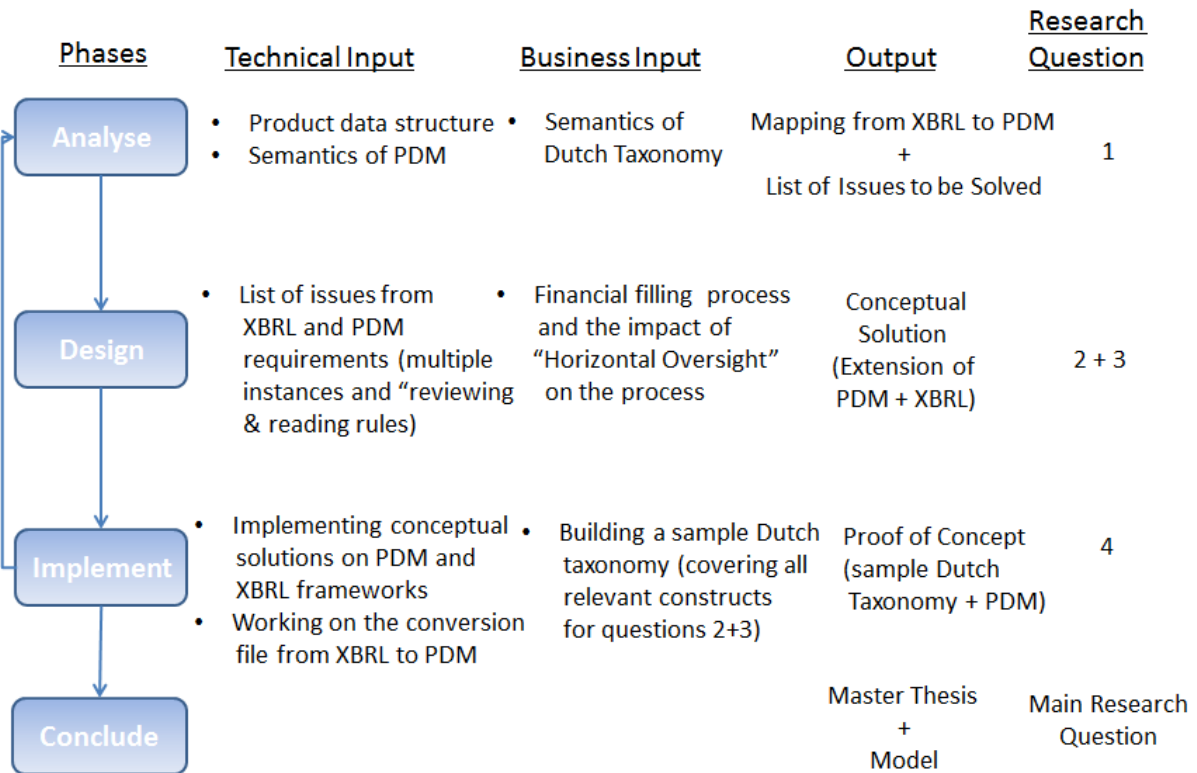 Phases
Technical Input
Business Input
Output
Research
Question
Analyse
• Product data structure
• Semantics of PDM
• Semantics of
Dutch Taxonomy
Mapping from XBRL to PDM
+
List of Issues to be Solved
1
Design
• List of issues from
XBRL and PDM
requirements (multiple
instances and “reviewing
& reading rules)
• Financial filling process
and the impact of
“Horizontal Oversight”
on the process
Conceptual
Solution
(Extension of
PDM + XBRL)
2 + 3
Implement
• Implementing conceptual
solutions on PDM and
XBRL frameworks
• Working on the conversion
file from XBRL to PDM
• Building a sample Dutch
taxonomy (covering all
relevant constructs
for questions 2+3)
Proof of Concept
(sample Dutch
Taxonomy + PDM)
4
Conclude
Master Thesis
+
Model
Main Research
Question